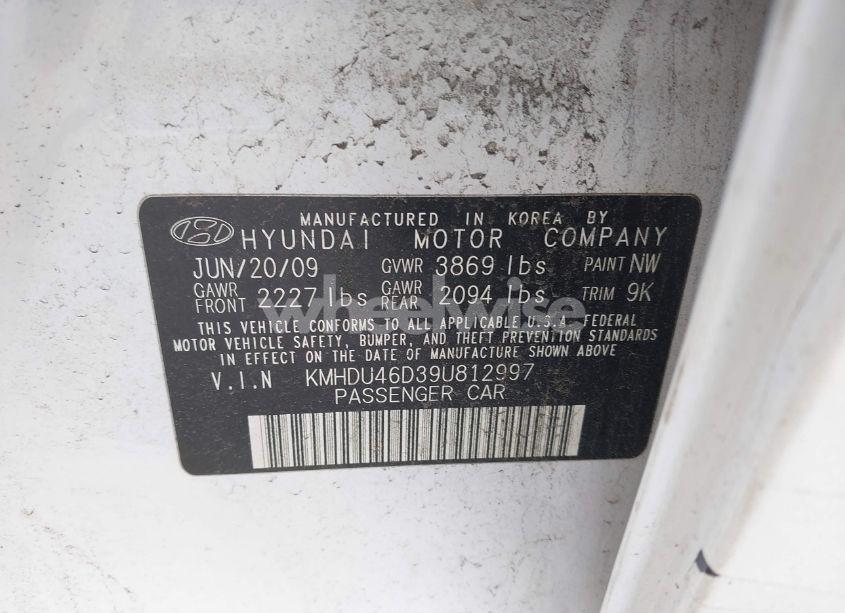 MANUFACTURED IN KOREA BY
HYUNDAI MOTOR COMPANY
JUN/20/09 GVWR 3869 lbs PAINT NW
GAWR FRONT 2227 lbs GAWR REAR 2094 lbs TRIM 9K
wheelwise
THIS VEHICLE CONFORMS TO ALL APPLICABLE U.S.A. FEDERAL
MOTOR VEHICLE SAFETY, BUMPER, AND THEFT PREVENTION STANDARDS
IN EFFECT ON THE DATE OF MANUFACTURE SHOWN ABOVE
V.I.N KMHDU46D39U812997
PASSENGER CAR